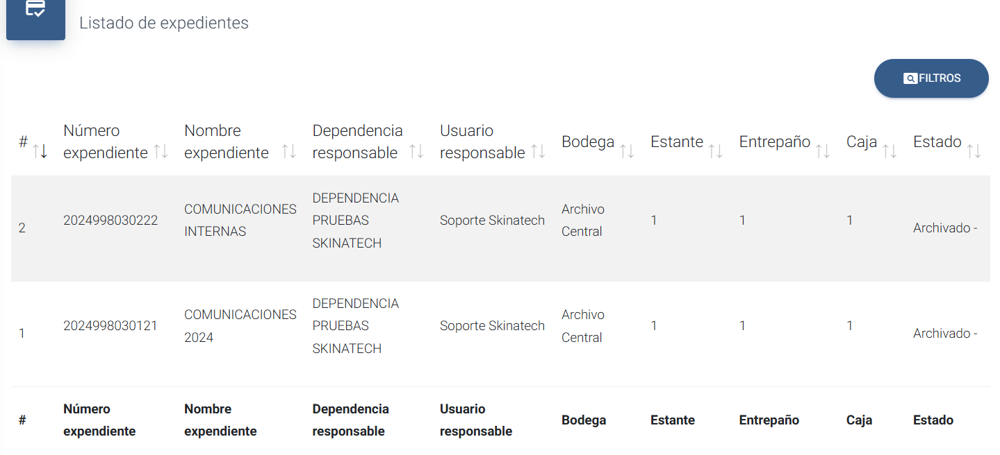 Listado de expedientes
FILTROS
# Número expendiente Nombre expendiente Dependencia responsable Usuario responsable Bodega Estante Entrepaño Caja Estado
2 2024998030222 COMUNICACIONES INTERNAS DEPENDENCIA PRUEBAS SKINATECH Soporte Skinatech Archivo Central 1 1 1 Archivado -
1 2024998030121 COMUNICACIONES 2024 DEPENDENCIA PRUEBAS SKINATECH Soporte Skinatech Archivo Central 1 1 1 Archivado -
# Número expendiente Nombre expendiente Dependencia responsable Usuario responsable Bodega Estante Entrepaño Caja Estado